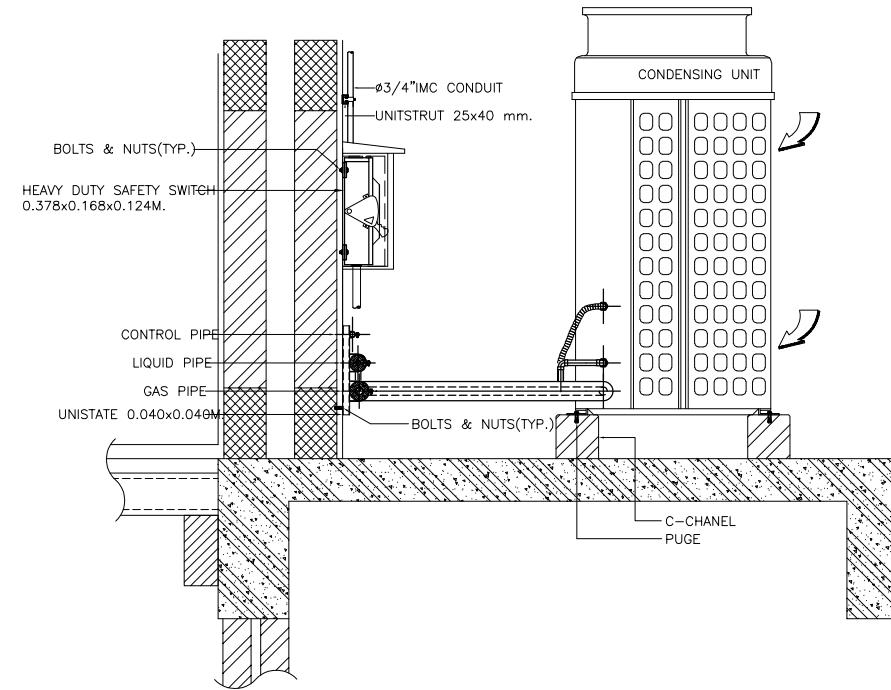 CONDENSING UNIT
ø3/4"IMC CONDUIT
UNITSTRUT 25x40 mm.
BOLTS & NUTS(TYP.)
HEAVY DUTY SAFETY SWITCH
0.378x0.168x0.124M.
CONTROL PIPE
LIQUID PIPE
GAS PIPE
UNISTATE 0.040x0.040M.
BOLTS & NUTS(TYP.)
C-CHANEL
PUGE